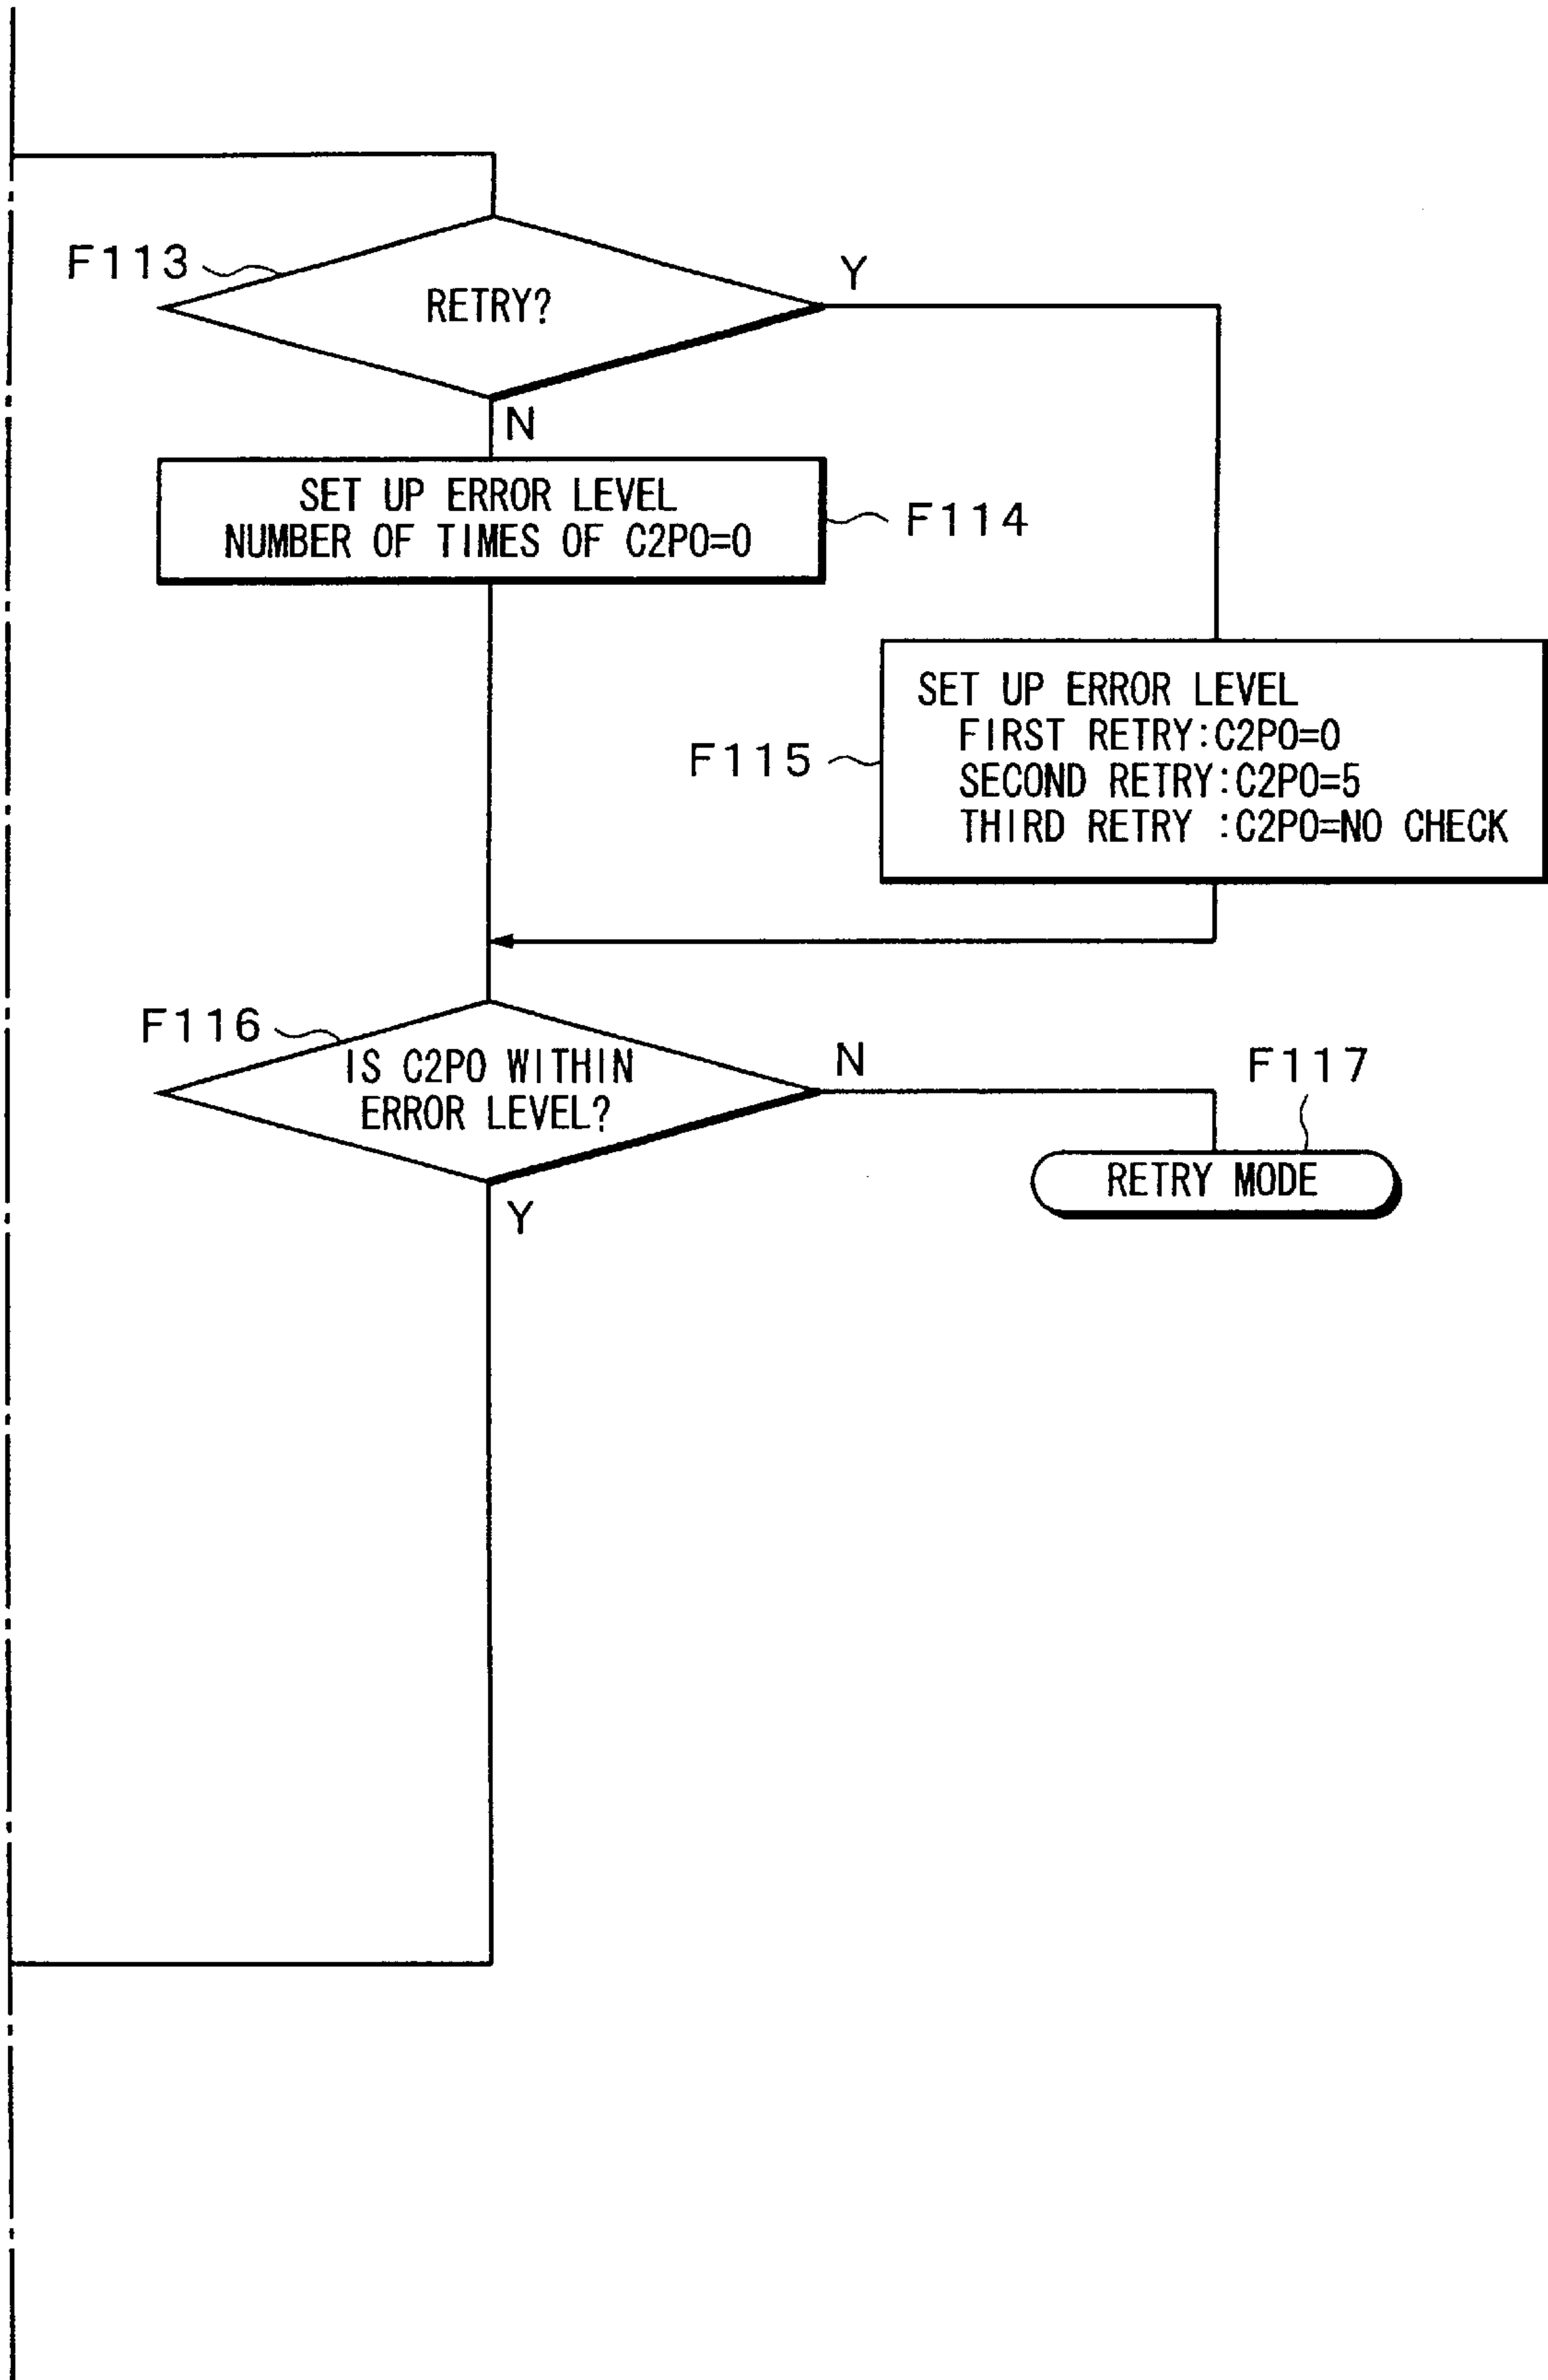 F113
RETRY?
Y
N
SET UP ERROR LEVEL
NUMBER OF TIMES OF C2PO=0
F114
SET UP ERROR LEVEL
FIRST RETRY:C2PO=0
SECOND RETRY:C2PO=5
THIRD RETRY :C2PO=NO CHECK
F115
F116
IS C2PO WITHIN
ERROR LEVEL?
N
Y
F117
RETRY MODE